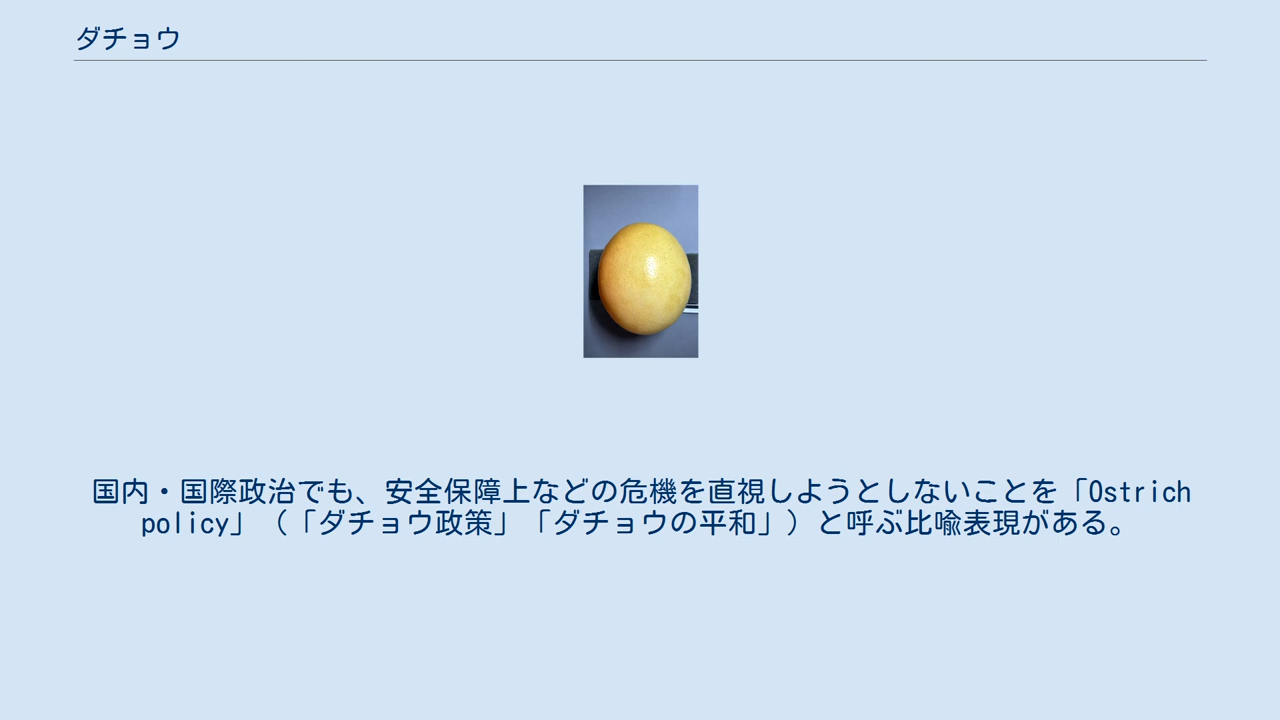 ダチョウ
国内・国際政治でも、安全保障上などの危機を直視しようとしないことを「Ostrich
policy」（「ダチョウ政策」「ダチョウの平和」）と呼ぶ比喩表現がある。